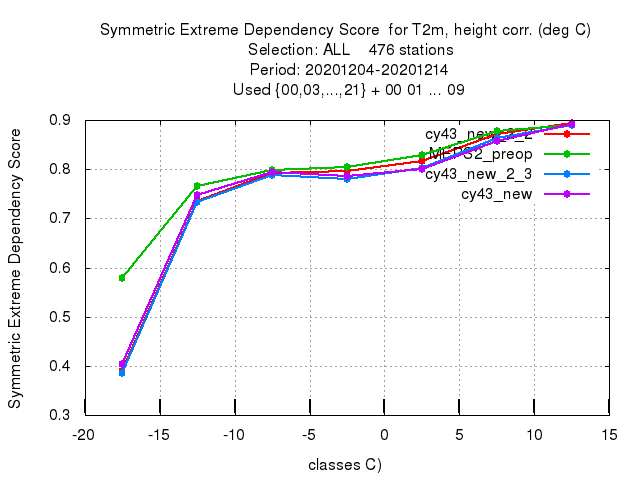 Symmetric Extreme Dependency Score for T2m, height corr. (deg C)
Selection: ALL 476 stations
Period: 20201204-20201214
Used {00,03,...,21} + 00 01 ... 09
Symmetric Extreme Dependency Score
0.9
0.8
0.7
0.6
0.5
0.4
0.3
cy43_new_2_3
cy43_new
-20
-15
-10
-5
0
5
10
15
classes C)